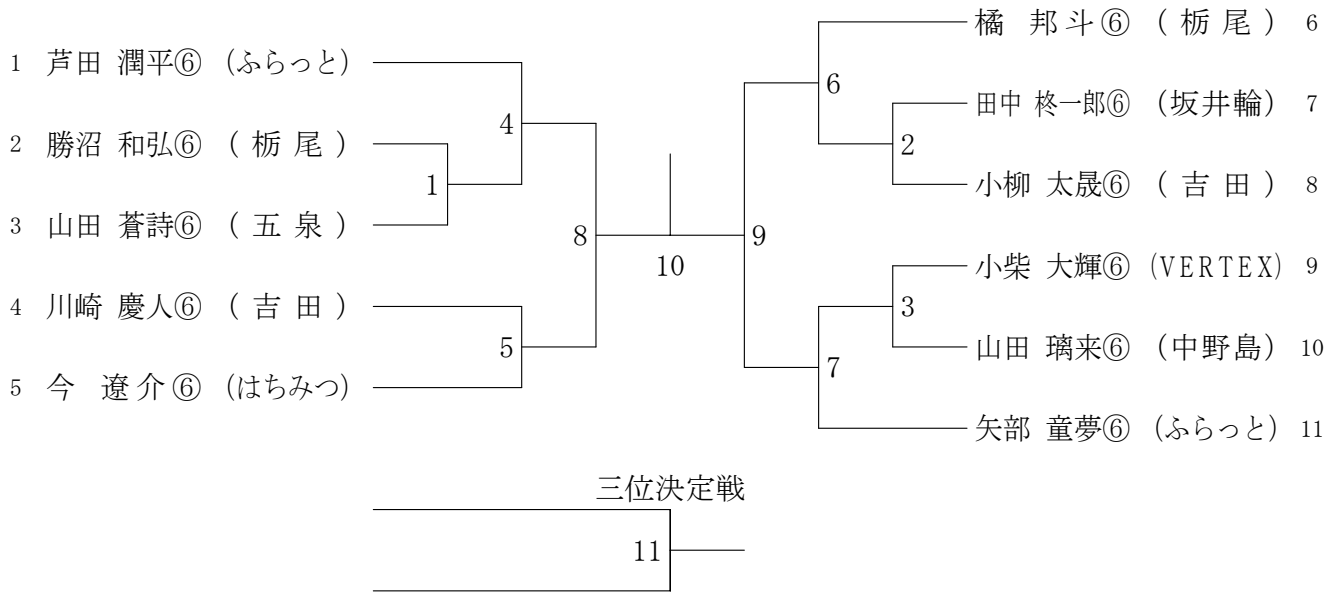 1 芦田 潤平⑥ (ふらっと)
2 勝沼 和弘⑥ ( 栃 尾 )
3 山田 蒼詩⑥ ( 五 泉 )
4 川崎 慶人⑥ ( 吉 田 )
5 今 遼介⑥ (はちみつ)
4
1
5
8
10
9
6
2
3
7
橘 邦斗⑥ ( 栃 尾 ) 6
田中 柊一郎⑥ (坂井輪) 7
小柳 太晟⑥ ( 吉 田 ) 8
小柴 大輝⑥ (VERTEX) 9
山田 璃来⑥ (中野島) 10
矢部 童夢⑥ (ふらっと) 11
三位決定戦
11